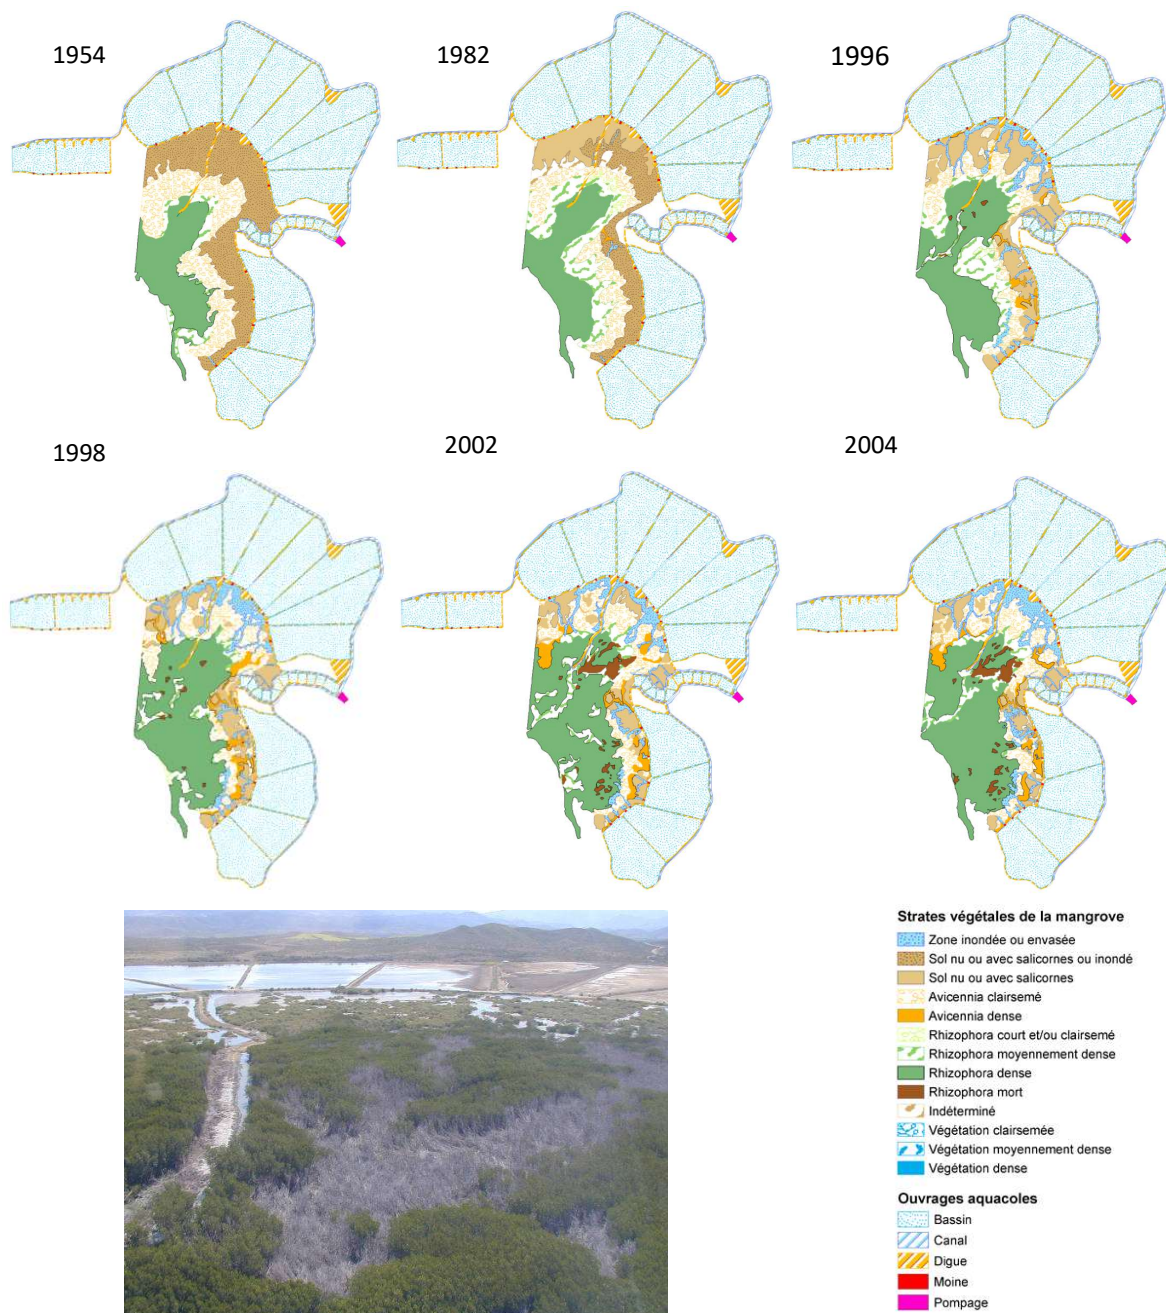 1954
1982
1996
1998
2002
2004
Strates végétales de la mangrove
Zone inondée ou envasée
Sol nu ou avec salicornes ou inondé
Sol nu ou avec salicornes
Avicennia clairsemé
Avicennia dense
Rhizophora court et/ou clairsemé
Rhizophora moyennement dense
Rhizophora dense
Rhizophora mort
Indéterminé
Végétation clairsemée
Végétation moyennement dense
Végétation dense
Ouvrages aquacoles
Bassin
Canal
Digue
Moine
Pompage